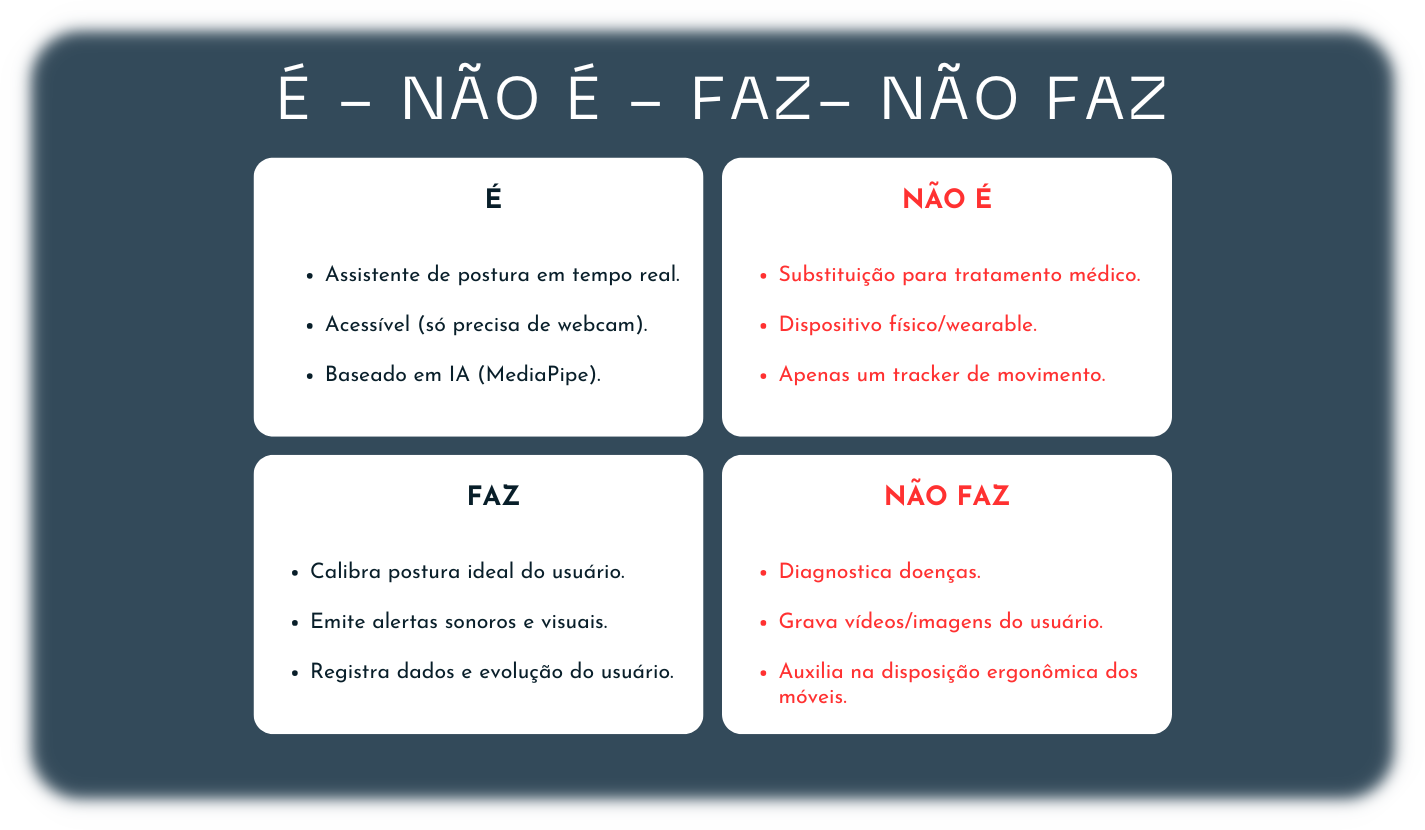 É – NÃO É – FAZ– NÃO FAZ
É
• Assistente de postura em tempo real.
• Acessível (só precisa de webcam).
• Baseado em IA (MediaPipe).
NÃO É
• Substituição para tratamento médico.
• Dispositivo físico/wearable.
• Apenas um tracker de movimento.
FAZ
• Calibra postura ideal do usuário.
• Emite alertas sonoros e visuais.
• Registra dados e evolução do usuário.
NÃO FAZ
• Diagnostica doenças.
• Grava vídeos/imagens do usuário.
• Auxilia na disposição ergonômica dos
móveis.